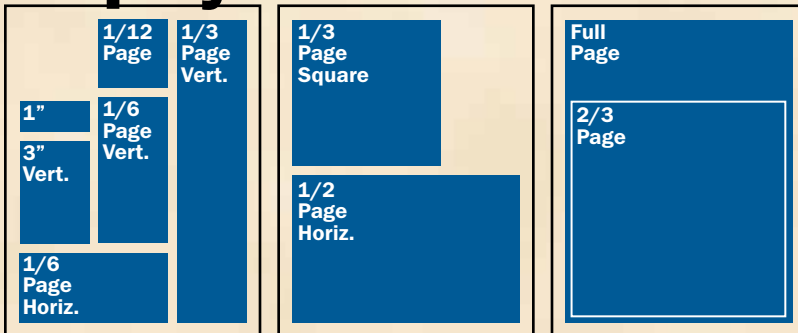 1/12
Page
1/3
Page
Vert.
1”
1/6
Page
Vert.
3”
Vert.
1/6
Page
Horiz.
1/3
Page
Square
1/2
Page
Horiz.
Full
Page
2/3
Page